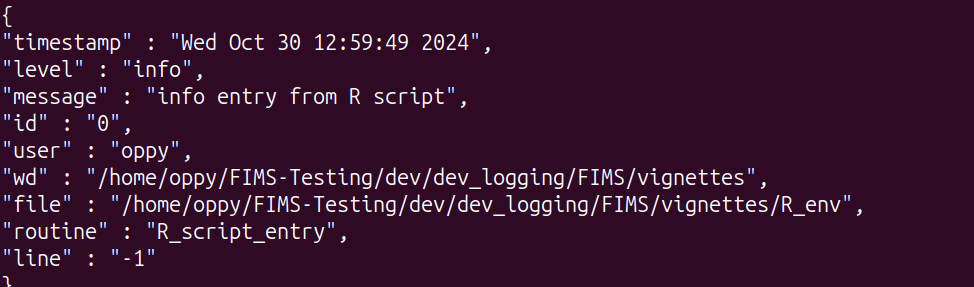 {
"timestamp" : "Wed Oct 30 12:59:49 2024",
"level" : "info",
"message" : "info entry from R script",
"id" : "0",
"user" : "oppy",
"wd" : "/home/oppy/FIMS-Testing/dev/dev_logging/FIMS/vignettes",
"file" : "/home/oppy/FIMS-Testing/dev/dev_logging/FIMS/vignettes/R_env",
"routine" : "R_script_entry",
"line" : "-1"
}